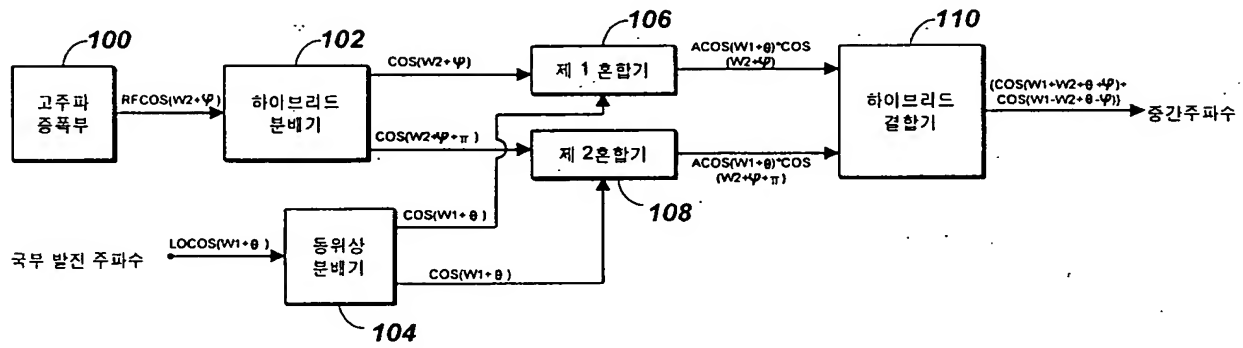 100
고주파
증폭부
RFCOS(W2+φ)
102
하이브리드
분배기
COS(W2+φ)
COS(W2+φ+π)
106
제 1 혼합기
ACOS(W1+θ)*COS
(W2+φ)
제 2혼합기
108
ACOS(W1+θ)*COS
(W2+φ+π)
110
하이브리드
결합기
{COS(W1+W2+θ+φ)+
COS(W1-W2+θ-φ)}
중간주파수
국부 발진 주파수
LOCOS(W1+θ)
동위상
분배기
104
COS(W1+θ)
COS(W1+θ)